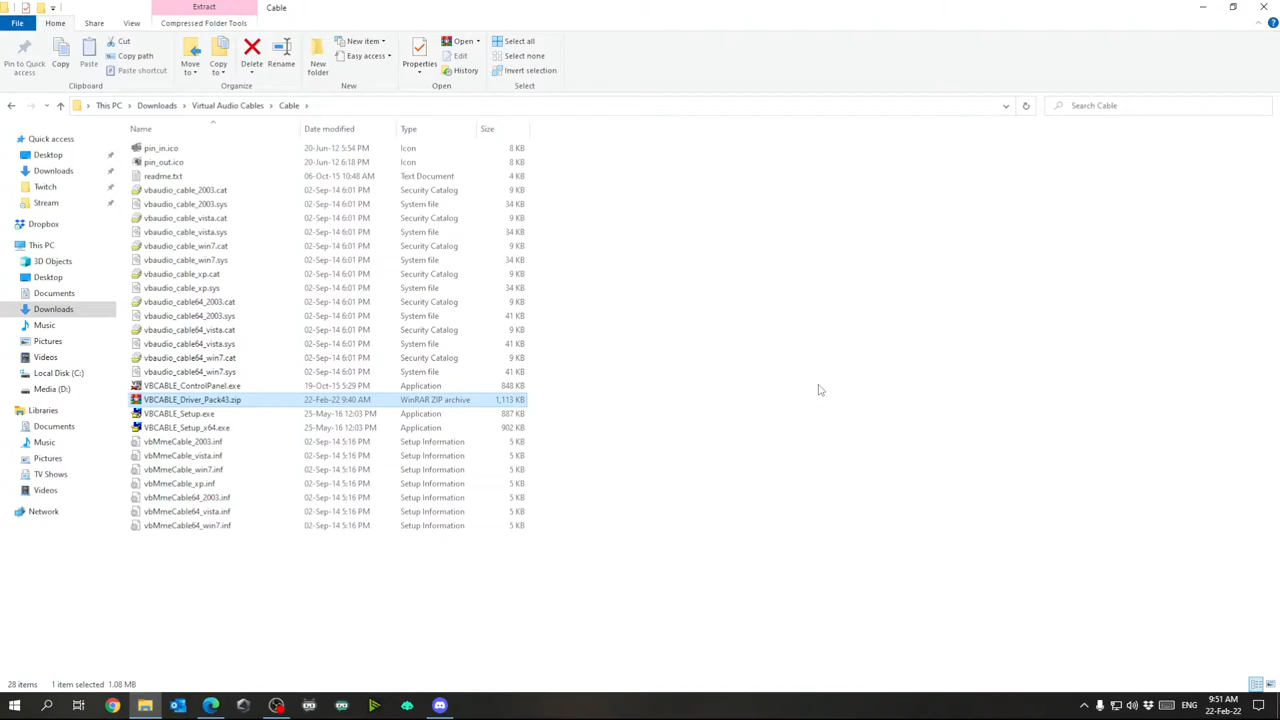 Extract
Cable
File
Home
Share
View
Compressed Folder Tools
Pin to Quick access
Copy
Paste
Cut
Copy path
Paste shortcut
Clipboard
Move to
Copy to
Delete
Rename
Organize
New folder
New item
Easy access
New
Properties
Open
Edit
History
Open
Select all
Select none
Invert selection
Select
This PC > Downloads > Virtual Audio Cables > Cable >
Search Cable
Quick access
Desktop
Downloads
Twitch
Stream
Dropbox
This PC
3D Objects
Desktop
Documents
Downloads
Music
Pictures
Videos
Local Disk (C:)
Media (D:)
Libraries
Documents
Music
Pictures
TV Shows
Videos
Network
Name Date modified Type Size
pin_in.ico 20-Jun-12 5:54 PM Icon 8 KB
pin_out.ico 20-Jun-12 6:18 PM Icon 8 KB
readme.txt 06-Oct-15 10:48 AM Text Document 4 KB
vbaudio_cable_2003.cat 02-Sep-14 6:01 PM Security Catalog 9 KB
vbaudio_cable_2003.sys 02-Sep-14 6:01 PM System file 34 KB
vbaudio_cable_vista.cat 02-Sep-14 6:01 PM Security Catalog 9 KB
vbaudio_cable_vista.sys 02-Sep-14 6:01 PM System file 34 KB
vbaudio_cable_win7.cat 02-Sep-14 6:01 PM Security Catalog 9 KB
vbaudio_cable_win7.sys 02-Sep-14 6:01 PM System file 34 KB
vbaudio_cable_xp.cat 02-Sep-14 6:01 PM Security Catalog 9 KB
vbaudio_cable_xp.sys 02-Sep-14 6:01 PM System file 34 KB
vbaudio_cable64_2003.cat 02-Sep-14 6:01 PM Security Catalog 9 KB
vbaudio_cable64_2003.sys 02-Sep-14 6:01 PM System file 41 KB
vbaudio_cable64_vista.cat 02-Sep-14 6:01 PM Security Catalog 9 KB
vbaudio_cable64_vista.sys 02-Sep-14 6:01 PM System file 41 KB
vbaudio_cable64_win7.cat 02-Sep-14 6:01 PM Security Catalog 9 KB
vbaudio_cable64_win7.sys 02-Sep-14 6:01 PM System file 41 KB
VBCABLE_ControlPanel.exe 19-Oct-15 5:29 PM Application 848 KB
VBCABLE_Driver_Pack43.zip 22-Feb-22 9:40 AM WinRAR ZIP archive 1,113 KB
VBCABLE_Setup.exe 25-May-16 12:03 PM Application 887 KB
VBCABLE_Setup_x64.exe 25-May-16 12:03 PM Application 902 KB
vbMmeCable_2003.inf 02-Sep-14 5:16 PM Setup Information 5 KB
vbMmeCable_vista.inf 02-Sep-14 5:16 PM Setup Information 5 KB
vbMmeCable_win7.inf 02-Sep-14 5:16 PM Setup Information 5 KB
vbMmeCable_xp.inf 02-Sep-14 5:16 PM Setup Information 5 KB
vbMmeCable64_2003.inf 02-Sep-14 5:16 PM Setup Information 5 KB
vbMmeCable64_vista.inf 02-Sep-14 5:16 PM Setup Information 5 KB
vbMmeCable64_win7.inf 02-Sep-14 5:16 PM Setup Information 5 KB
28 items 1 item selected 1.08 MB
ENG
9:51 AM
22-Feb-22